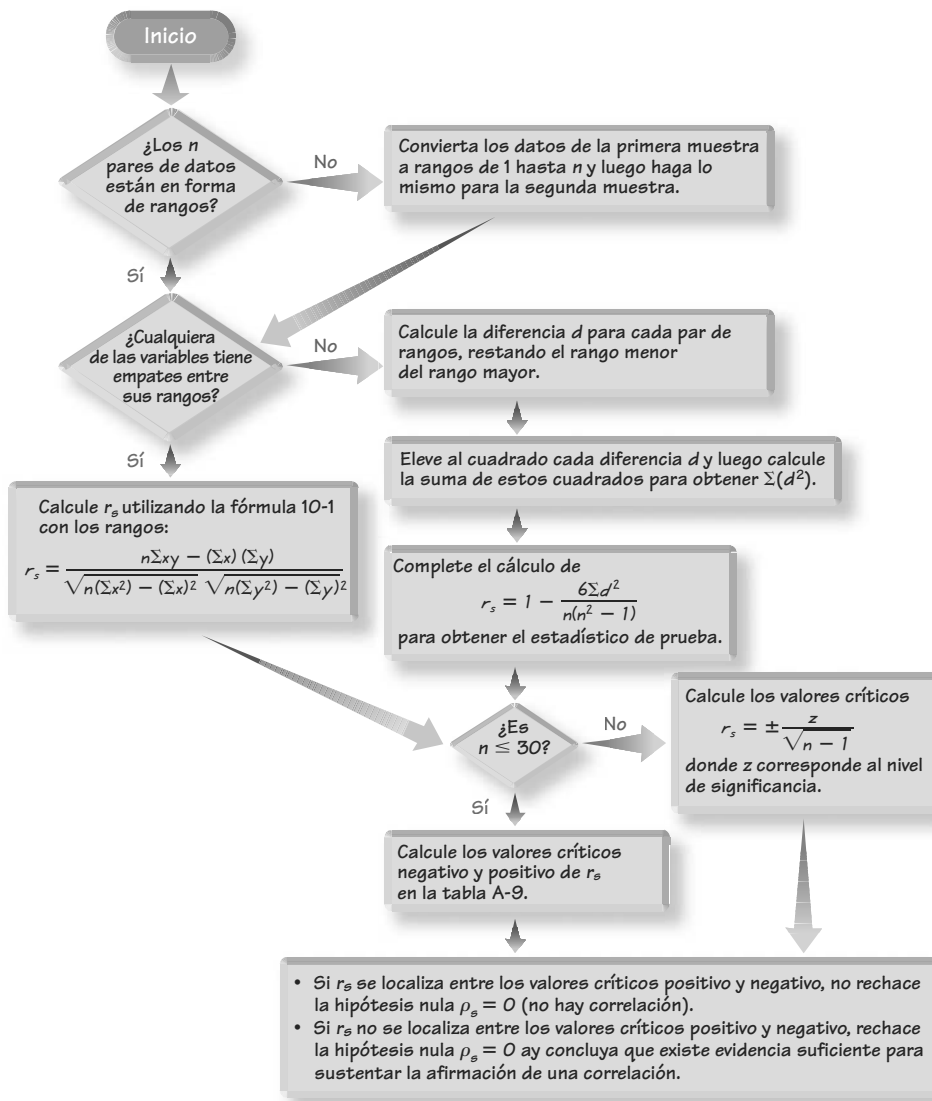 Inicio
¿Los n
pares de datos
están en forma
de rangos?
No
Convierta los datos de la primera muestra
a rangos de 1 hasta n y luego haga lo
mismo para la segunda muestra.
Sí
¿Cualquiera
de las variables tiene
empates entre
sus rangos?
No
Calcule la diferencia d para cada par de
rangos, restando el rango menor
del rango mayor.
Sí
Eleve al cuadrado cada diferencia d y luego calcule
la suma de estos cuadrados para obtener Σ(d²).
Calcule rₛ utilizando la fórmula 10-1
con los rangos:
rₛ = nΣxy − (Σx) (Σy) / √n(Σx²) − (Σx)² √n(Σy²) − (Σy)²
Complete el cálculo de
rₛ = 1 − 6Σd² / n(n² − 1)
para obtener el estadístico de prueba.
¿Es
n ≤ 30?
No
Calcule los valores críticos
rₛ = ± z / √n − 1
donde z corresponde al nivel
de significancia.
Sí
Calcule los valores críticos
negativo y positivo de rₛ
en la tabla A-9.
• Si rₛ se localiza entre los valores críticos positivo y negativo, no rechace
la hipótesis nula ρₛ = 0 (no hay correlación).
• Si rₛ no se localiza entre los valores críticos positivo y negativo, rechace
la hipótesis nula ρₛ = 0 ay concluya que existe evidencia suficiente para
sustentar la afirmación de una correlación.